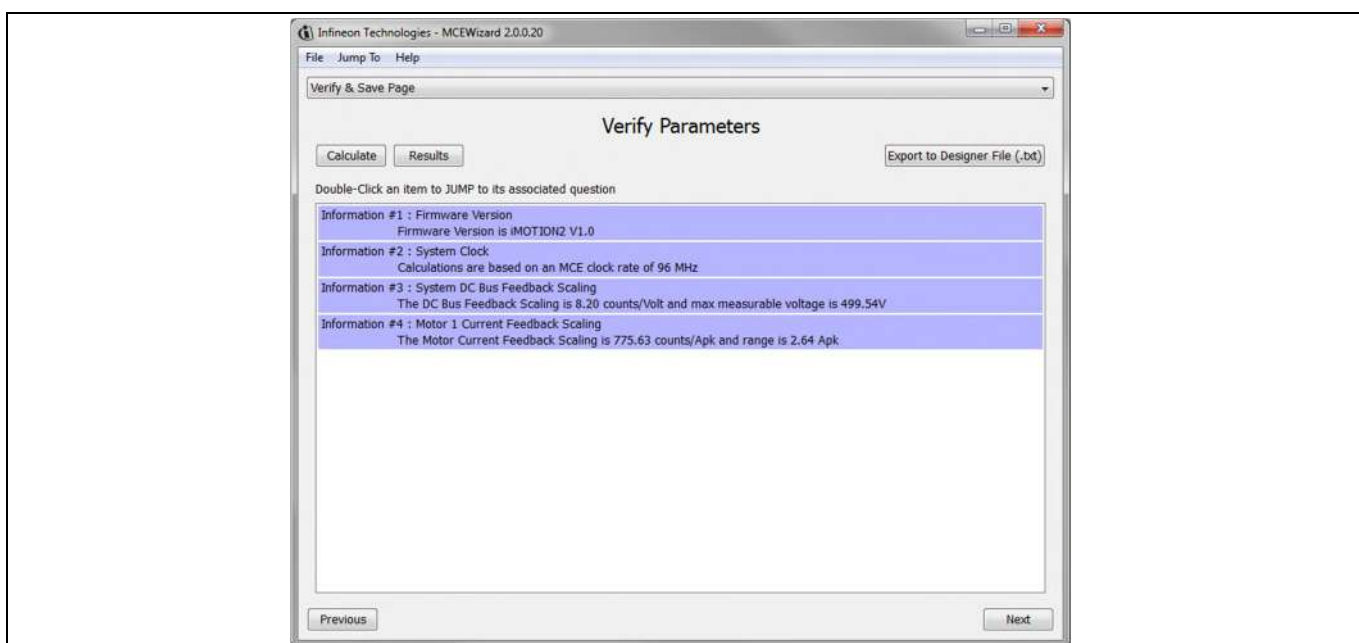 Infineon Technologies - MCEWizard 2.0.0.20
File Jump To Help
Verify & Save Page
Verify Parameters
Calculate Results Export to Designer File (.txt)
Double-Click an item to JUMP to its associated question
Information #1 : Firmware Version
Firmware Version is iMOTION2 V1.0
Information #2 : System Clock
Calculations are based on an MCE clock rate of 96 MHz
Information #3 : System DC Bus Feedback Scaling
The DC Bus Feedback Scaling is 8.20 counts/Volt and max measurable voltage is 499.54V
Information #4 : Motor 1 Current Feedback Scaling
The Motor Current Feedback Scaling is 775.63 counts/Apk and range is 2.64 Apk
Previous Next